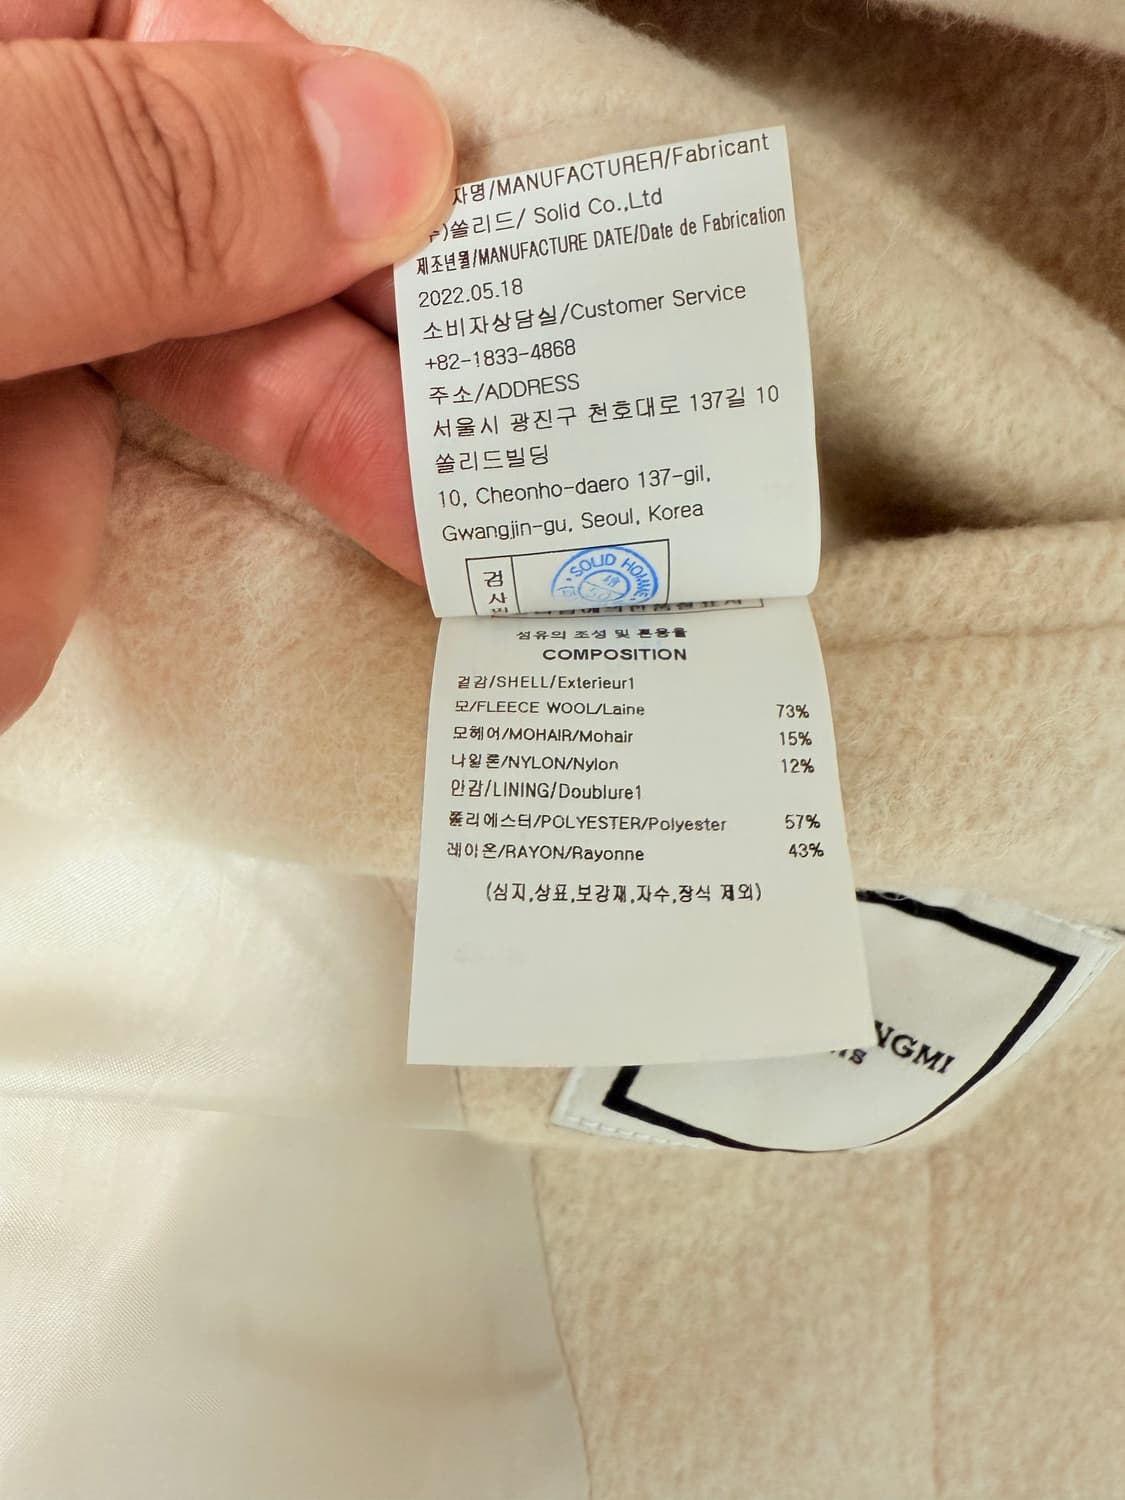 자명/MANUFACTURER/Fabricant
)쏠리드/ Solid Co.,Ltd
제조년월/MANUFACTURE DATE/Date de Fabrication
2022.05.18
소비자상담실/Customer Service
+82-1833-4868
주소/ADDRESS
서울시 광진구 천호대로 137길 10
쏠리드빌딩
10, Cheonho-daero 137-gil,
Gwangjin-gu, Seoul, Korea
검사
SOLID HOMME
섬유의 조성 및 혼용율
COMPOSITION
겉감/SHELL/Exterieur1
모/FLEECE WOOL/Laine 73%
모헤어/MOHAIR/Mohair 15%
나일론/NYLON/Nylon 12%
안감/LINING/Doublure1
폴리에스터/POLYESTER/Polyester 57%
레이온/RAYON/Rayonne 43%
(심지,상표,보강재,자수,장식 제외)
NGMI
IS